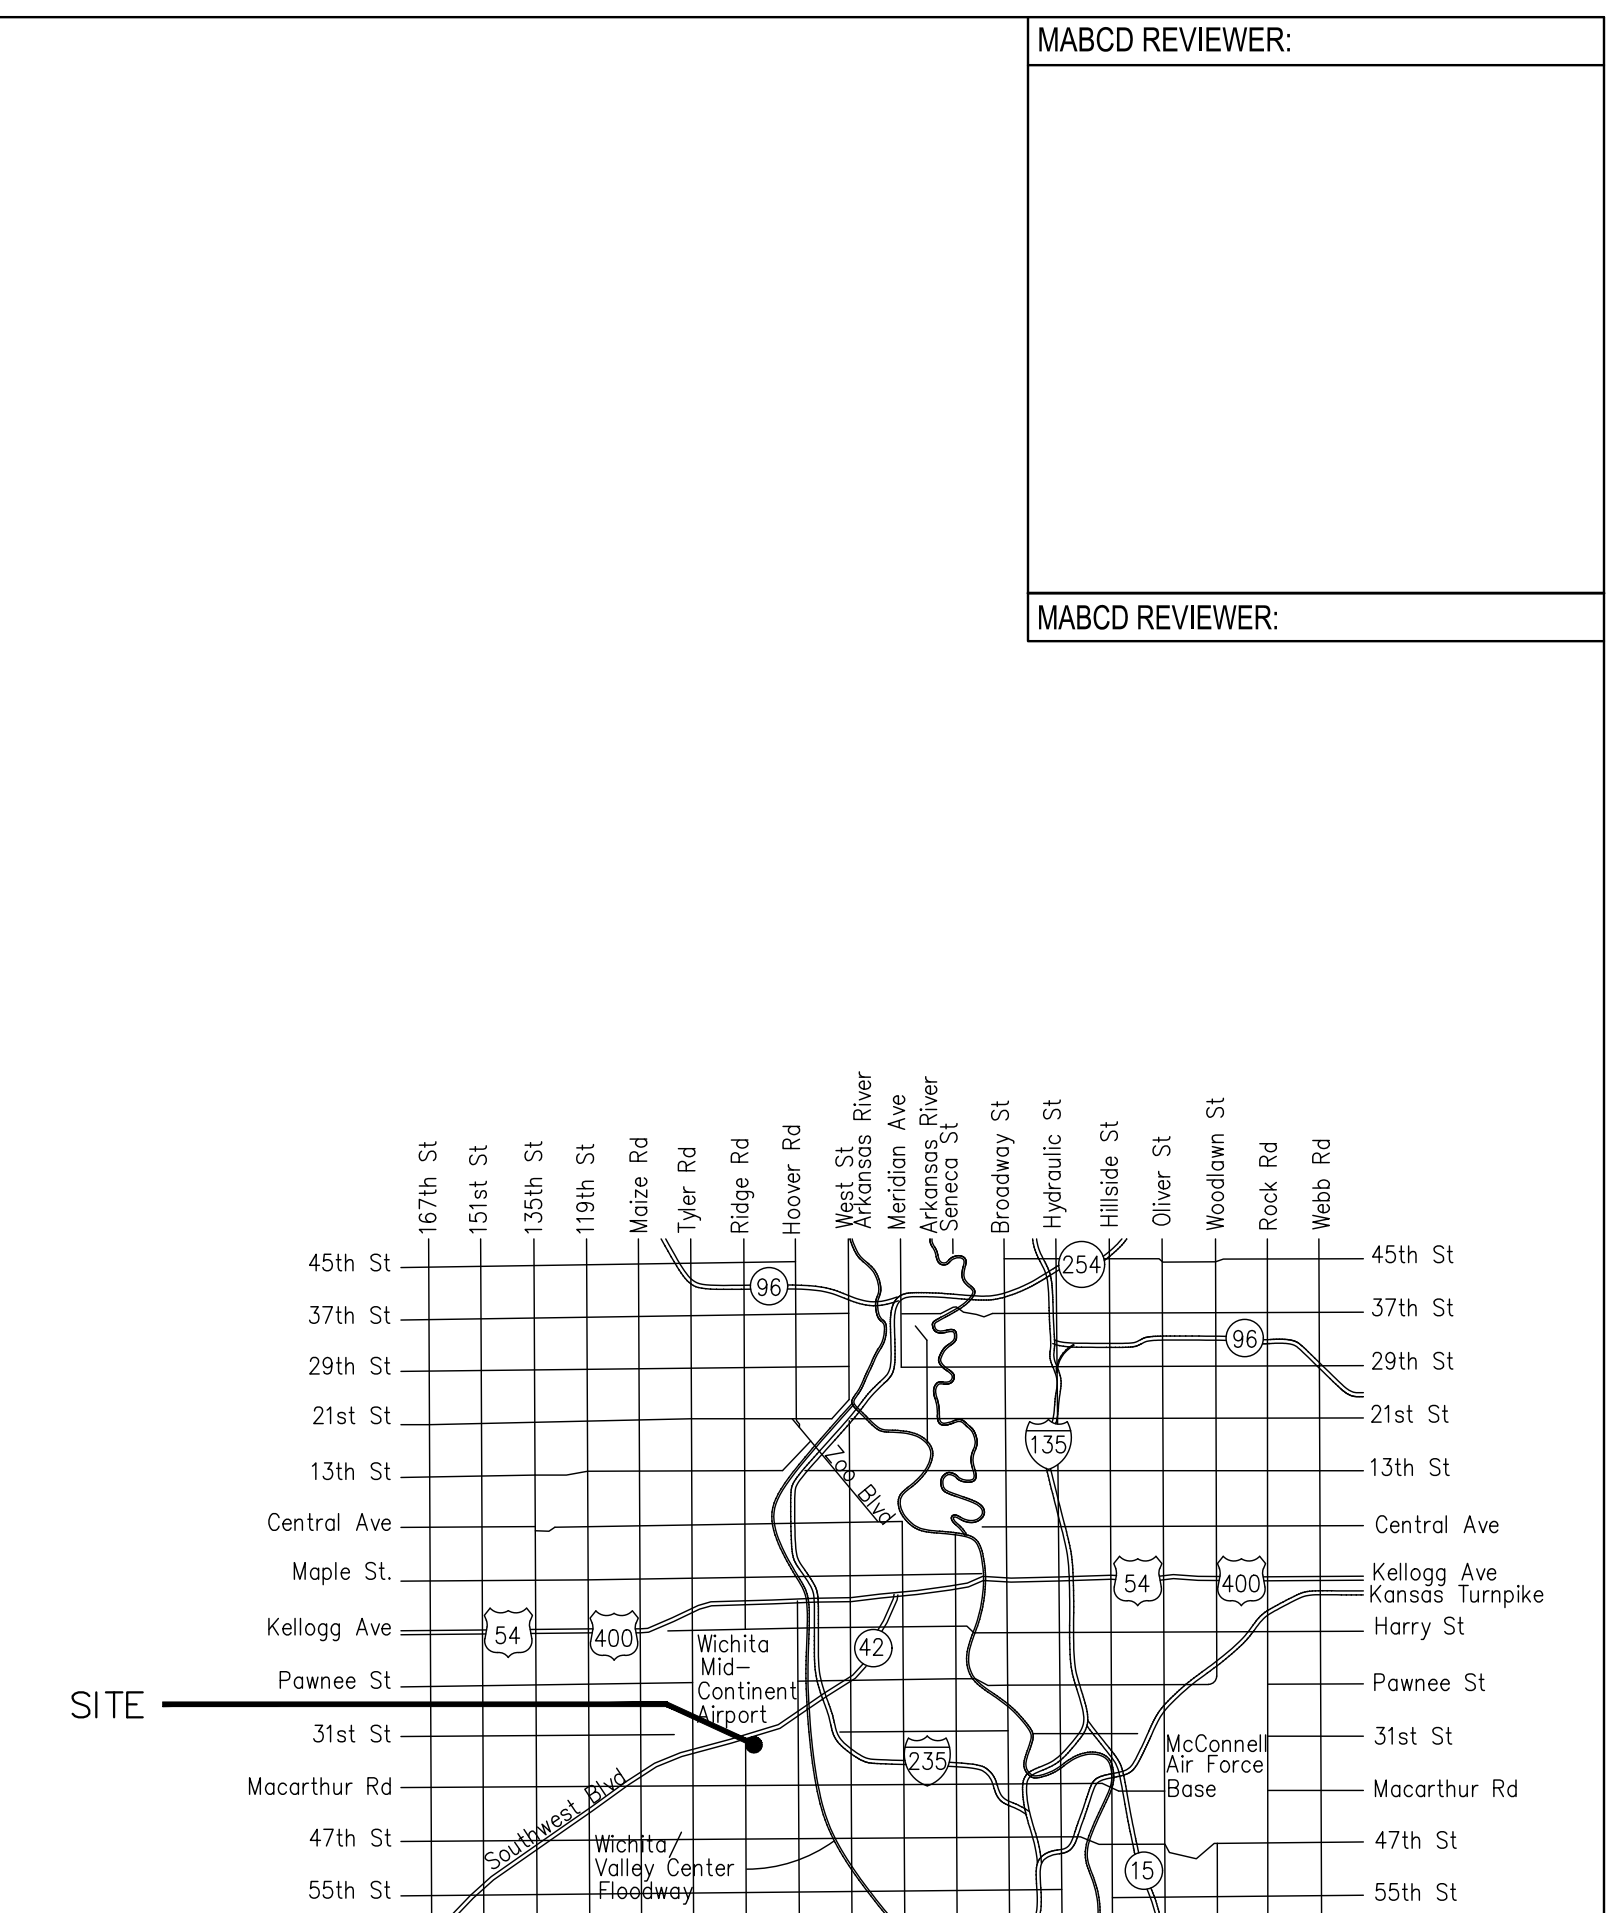 MABCD REVIEWER:
MABCD REVIEWER:
167th St
151st St
135th St
119th St
Maize Rd
Tyler Rd
Ridge Rd
Hoover Rd
West St
Arkansas River
Meridian Ave
Arkansas River
Seneca St
Broadway St
Hydraulic St
Hillside St
Oliver St
Woodlawn St
Rock Rd
Webb Rd
45th St
254
45th St
96
37th St
37th St
96
29th St
29th St
21st St
21st St
135
13th St
13th St
Zoo Blvd
Central Ave
Central Ave
Maple St.
54
400
Kellogg Ave
Kansas Turnpike
Kellogg Ave
54
400
Harry St
Wichita
Mid-
Continent
Airport
42
Pawnee St
Pawnee St
SITE
31st St
31st St
235
McConnell
Air Force
Base
Macarthur Rd
Macarthur Rd
Southwest Blvd
47th St
47th St
Wichita/
Valley Center
Floodway
15
55th St
55th St